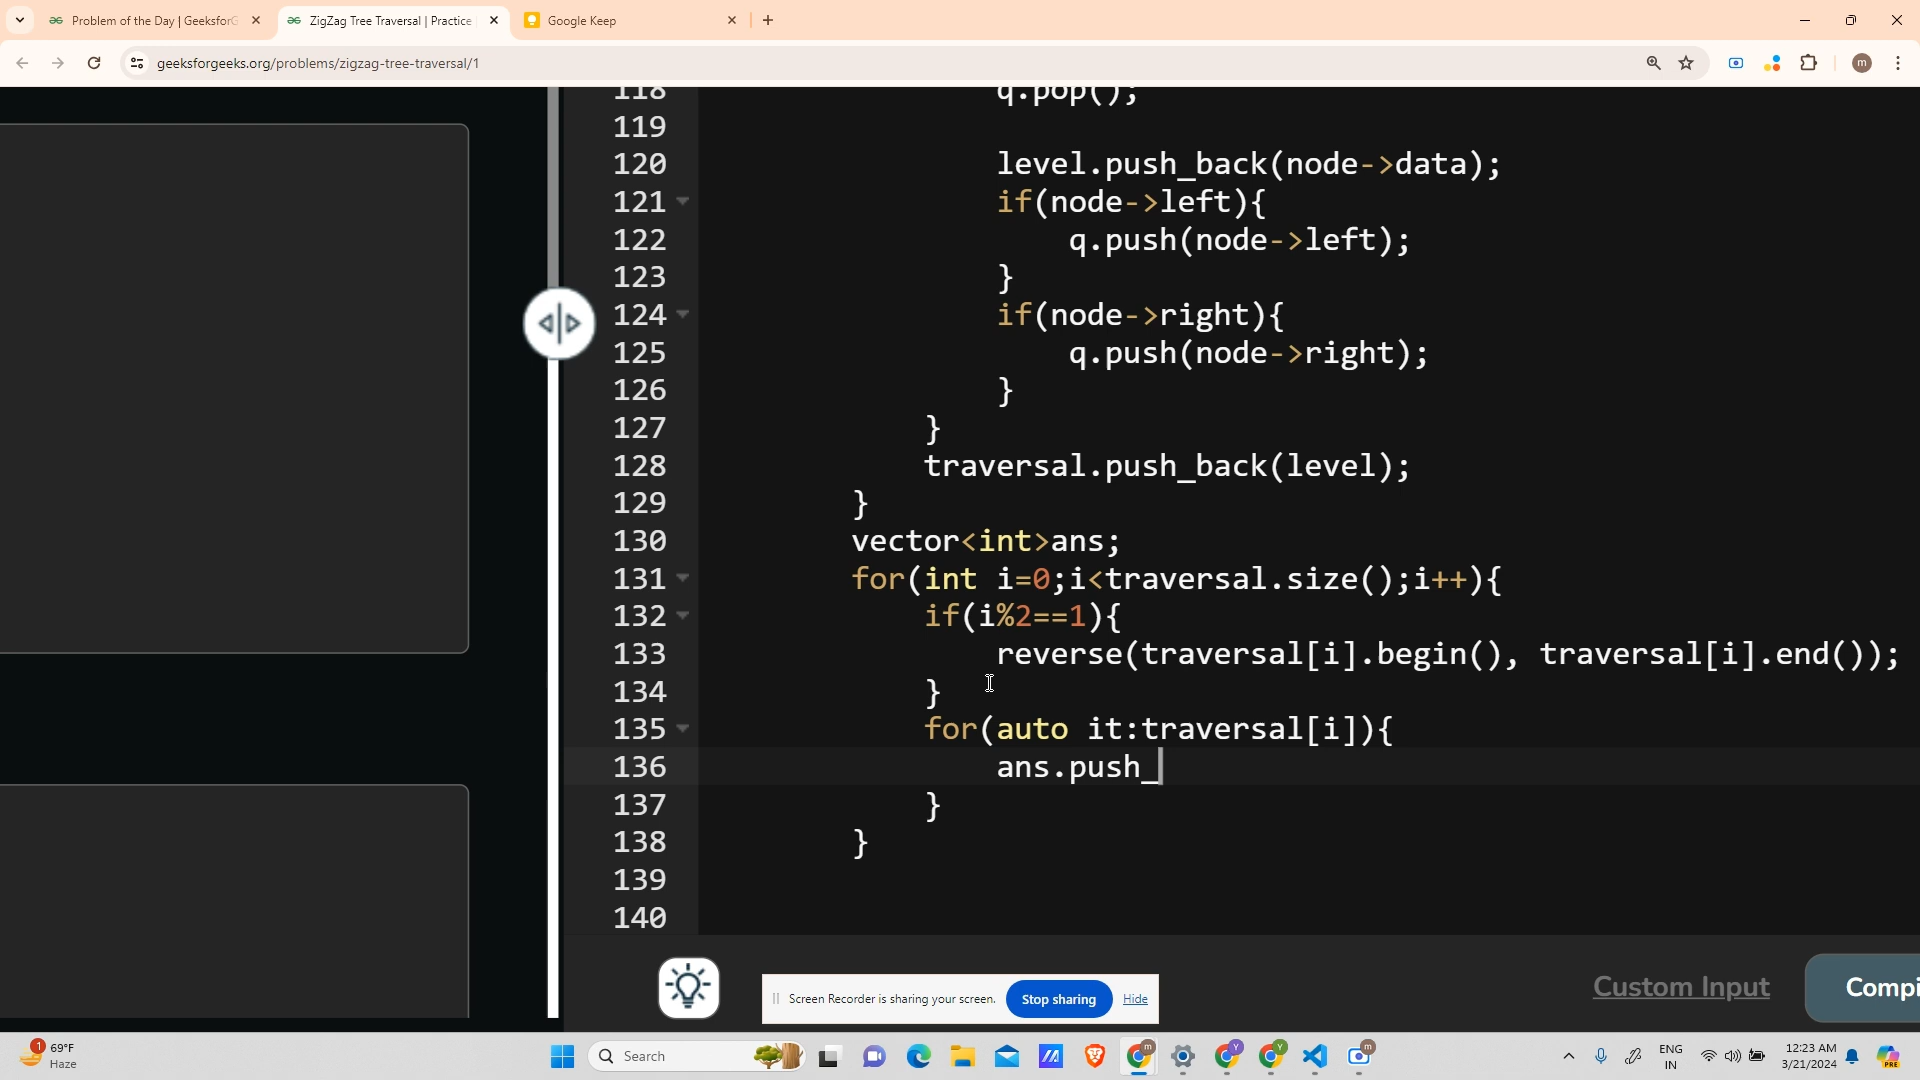 Problem of the Day | GeeksforG
ZigZag Tree Traversal | Practice
Google Keep
geeksforgeeks.org/problems/zigzag-tree-traversal/1
m
118 q.pop();
119
120 level.push_back(node->data);
121 if(node->left){
122 q.push(node->left);
123 }
124 if(node->right){
125 q.push(node->right);
126 }
127 }
128 traversal.push_back(level);
129 }
130 vector<int>ans;
131 for(int i=0;i<traversal.size();i++){
132 if(i%2==1){
133 reverse(traversal[i].begin(), traversal[i].end());
134 }
135 for(auto it:traversal[i]){
136 ans.push_
137 }
138 }
139
140
Custom Input
Compi
Screen Recorder is sharing your screen.
Stop sharing
Hide
1
69°F
Haze
Search
m
Y
Y
m
ENG
IN
12:23 AM
3/21/2024
PRE